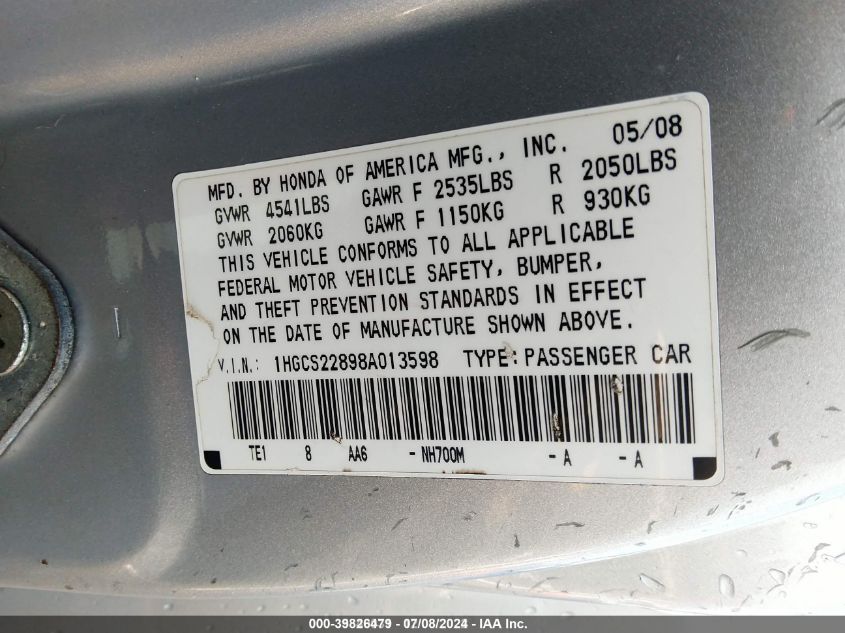 MFD. BY HONDA OF AMERICA MFG., INC. 05/08
GVWR 4541LBS GAWR F 2535LBS R 2050LBS
GVWR 2060KG GAWR F 1150KG R 930KG
THIS VEHICLE CONFORMS TO ALL APPLICABLE
FEDERAL MOTOR VEHICLE SAFETY, BUMPER,
AND THEFT PREVENTION STANDARDS IN EFFECT
ON THE DATE OF MANUFACTURE SHOWN ABOVE.
V.I.N.: 1HGCS22898A013598 TYPE: PASSENGER CAR
TE1 8 AA6 -NH700M -A -A
000-39826479 - 07/08/2024 - IAA Inc.